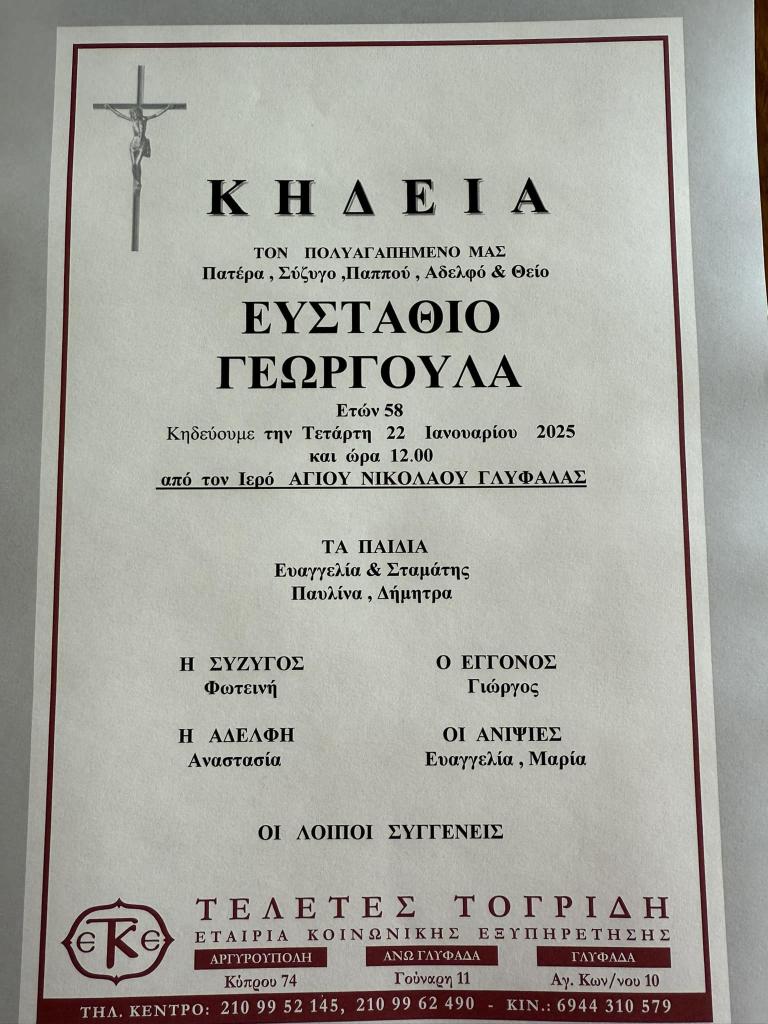 ΚΗΔΕΙΑ
ΤΟΝ ΠΟΛΥΑΓΑΠΗΜΕΝΟ ΜΑΣ
Πατέρα , Σύζυγο ,Παππού , Αδελφό & Θείο
ΕΥΣΤΑΘΙΟ
ΓΕΩΡΓΟΥΛΑ
Ετών 58
Κηδεύουμε την Τετάρτη 22 Ιανουαρίου 2025
και ώρα 12.00
από τον Ιερό ΑΓΙΟΥ ΝΙΚΟΛΑΟΥ ΓΛΥΦΑΔΑΣ
ΤΑ ΠΑΙΔΙΑ
Ευαγγελία & Σταμάτης
Παυλίνα , Δήμητρα
Η ΣΥΖΥΓΟΣ
Φωτεινή
Ο ΕΓΓΟΝΟΣ
Γιώργος
Η ΑΔΕΛΦΗ
Αναστασία
ΟΙ ΑΝΙΨΙΕΣ
Ευαγγελία , Μαρία
ΟΙ ΛΟΙΠΟΙ ΣΥΓΓΕΝΕΙΣ
εΚε
ΤΕΛΕΤΕΣ ΤΟΓΡΙΔΗ
ΕΤΑΙΡΙΑ ΚΟΙΝΩΝΙΚΗΣ ΕΞΥΠΗΡΕΤΗΣΗΣ
ΑΡΓΥΡΟΥΠΟΛΗ
Κύπρου 74
ΑΝΩ ΓΛΥΦΑΔΑ
Γούναρη 11
ΓΛΥΦΑΔΑ
Αγ. Κων/νου 10
ΤΗΛ. ΚΕΝΤΡΟ: 210 99 52 145, 210 99 62 490 - ΚΙΝ.: 6944 310 579